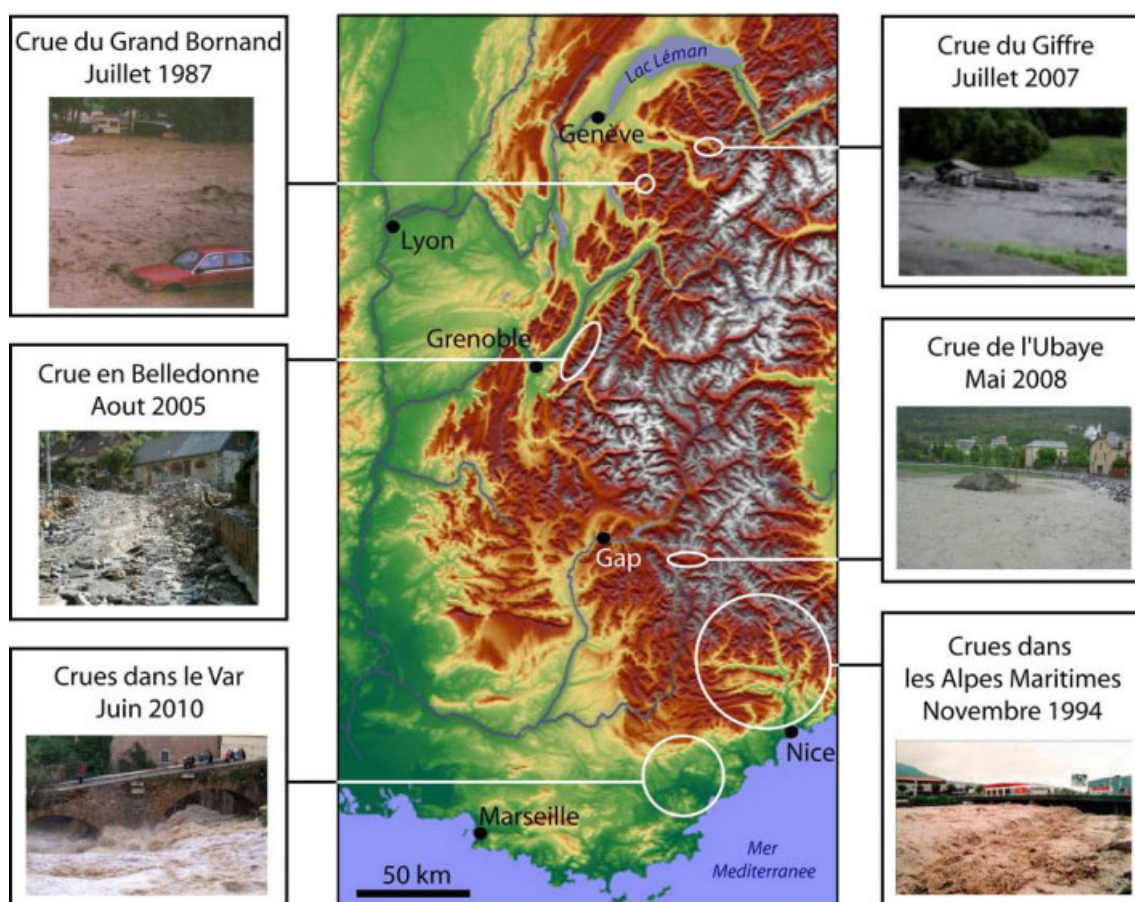 Crue du Grand Bornand
Juillet 1987
Crue en Belledonne
Aout 2005
Crues dans le Var
Juin 2010
Lac Léman
Genève
Lyon
Grenoble
Gap
Nice
Marseille
Mer
Mediterranee
50 km
Crue du Giffre
Juillet 2007
Crue de l'Ubaye
Mai 2008
Crues dans
les Alpes Maritimes
Novembre 1994